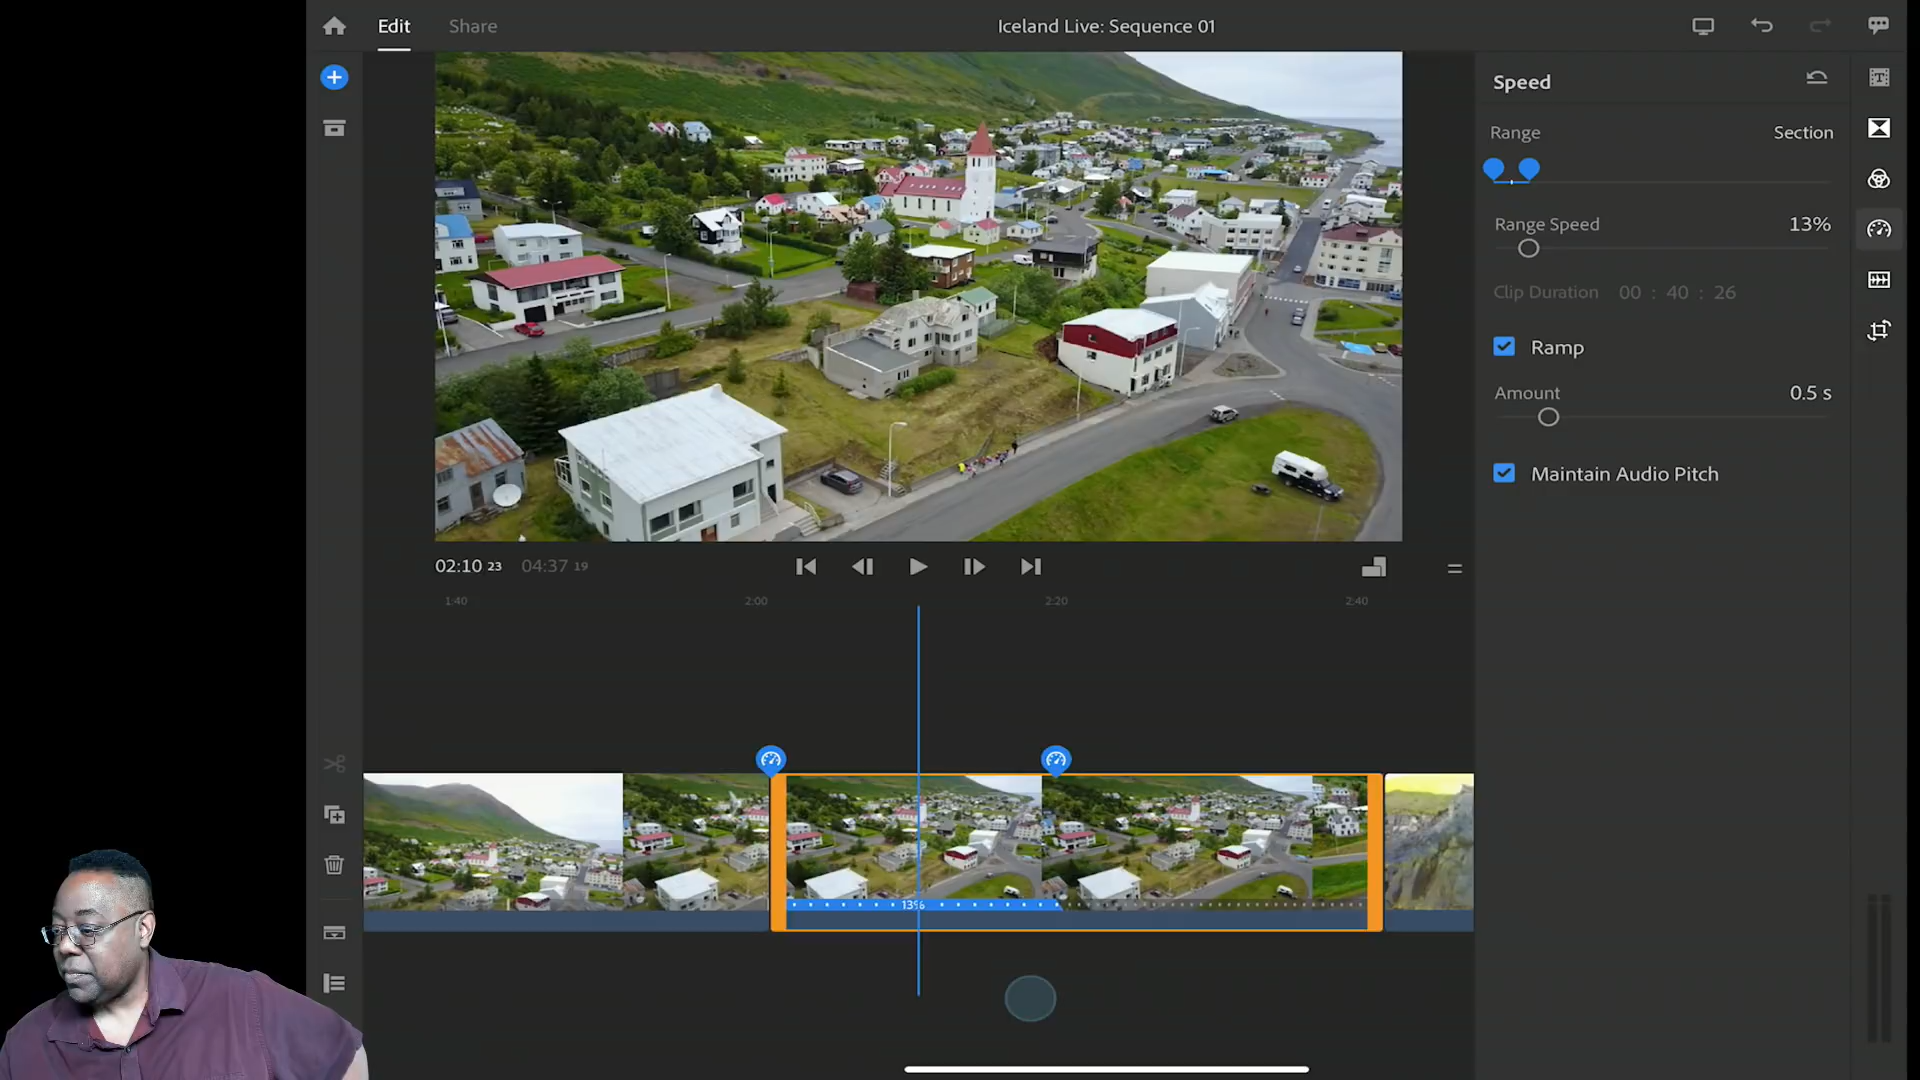 Edit
Share
Iceland Live: Sequence 01
Speed
Range
Section
Range Speed
13%
Clip Duration 00 : 40 : 26
Ramp
Amount
0.5 s
Maintain Audio Pitch
02:10 23
04:37 19
1:40
2:00
2:20
2:40
13%